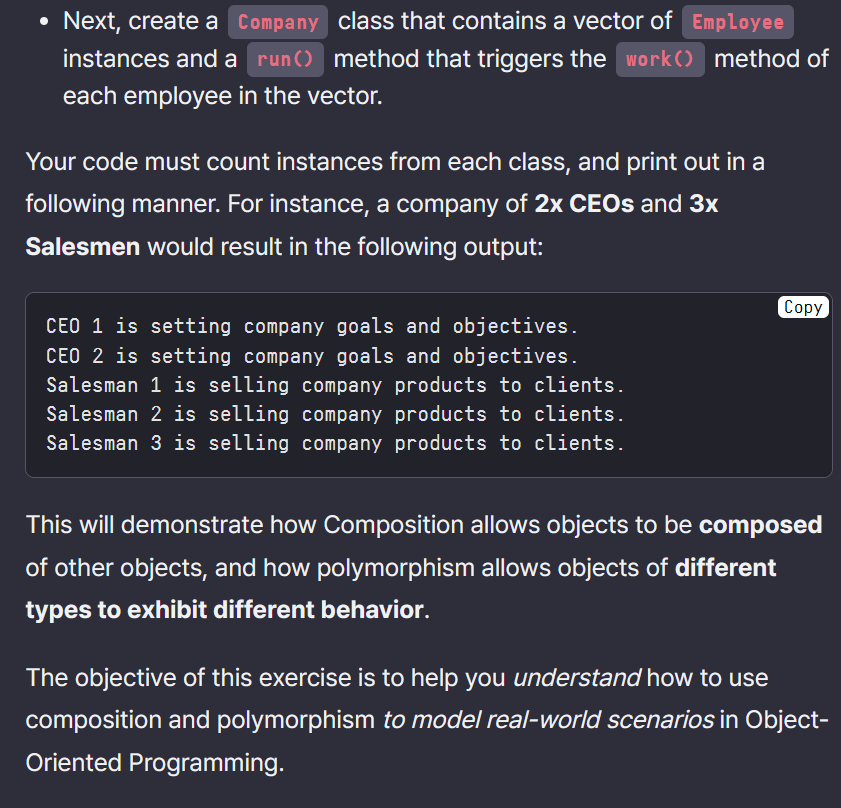 • Next, create a Company class that contains a vector of Employee
instances and a run() method that triggers the work() method of
each employee in the vector.
Your code must count instances from each class, and print out in a
following manner. For instance, a company of 2x CEOs and 3x
Salesmen would result in the following output:
Copy
CEO 1 is setting company goals and objectives.
CEO 2 is setting company goals and objectives.
Salesman 1 is selling company products to clients.
Salesman 2 is selling company products to clients.
Salesman 3 is selling company products to clients.
This will demonstrate how Composition allows objects to be composed
of other objects, and how polymorphism allows objects of different
types to exhibit different behavior.
The objective of this exercise is to help you understand how to use
composition and polymorphism to model real-world scenarios in Object-
Oriented Programming.